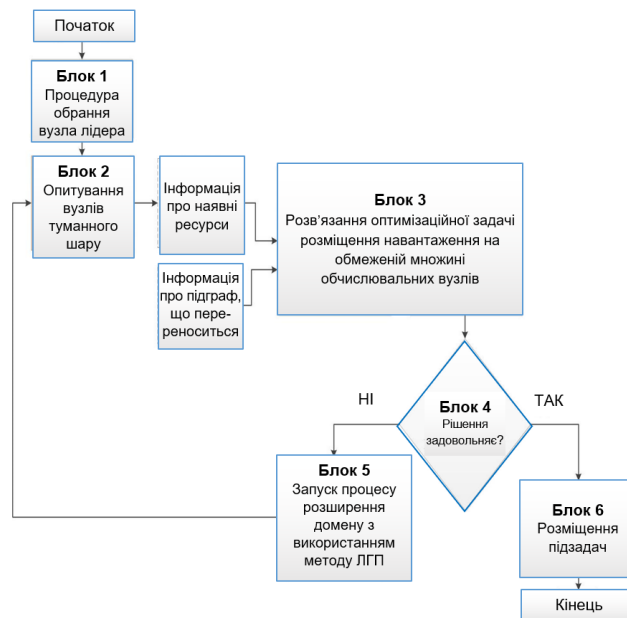 Початок
Блок 1
Процедура
обрання
вузла лідера
Блок 2
Опитування
вузлів
туманного
шару
Інформація
про наявні
ресурси
Інформація
про підграф,
що пере-
реноситься
Блок 3
Розв’язання оптимізаційної задачі
розміщення навантаження на
обмеженій множині
обчислювальних вузлів
НІ
Блок 4
Рішення
задовольняє?
ТАК
Блок 5
Запуск процесу
розширення
домену з
використанням
методу ЛГП
Блок 6
Розміщення
підзадач
Кінець